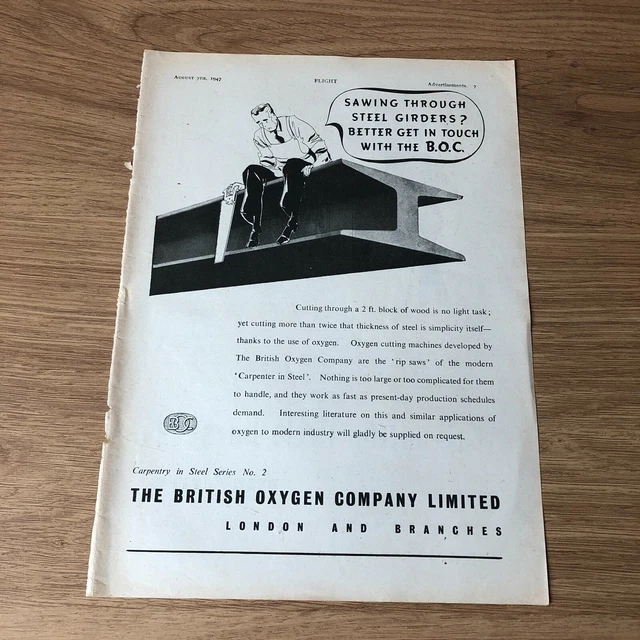 AUGUST 7TH, 1947 FLIGHT Advertisements 7
SAWING THROUGH
STEEL GIRDERS?
BETTER GET IN TOUCH
WITH THE B.O.C.
Cutting through a 2 ft. block of wood is no light task;
yet cutting more than twice that thickness of steel is simplicity itself—
thanks to the use of oxygen. Oxygen cutting machines developed by
The British Oxygen Company are the ‘rip saws’ of the modern
‘Carpenter in Steel’. Nothing is too large or too complicated for them
to handle, and they work as fast as present-day production schedules
demand. Interesting literature on this and similar applications of
oxygen to modern industry will gladly be supplied on request.
BOC
Carpentry in Steel Series No. 2
THE BRITISH OXYGEN COMPANY LIMITED
LONDON AND BRANCHES